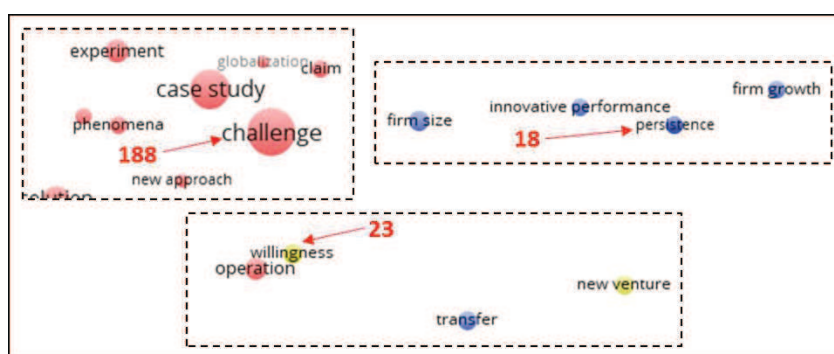 experiment
globalization
claim
case study
phenomena
challenge
188
new approach
firm growth
innovative performance
firm size
persistence
18
23
willingness
operation
new venture
transfer